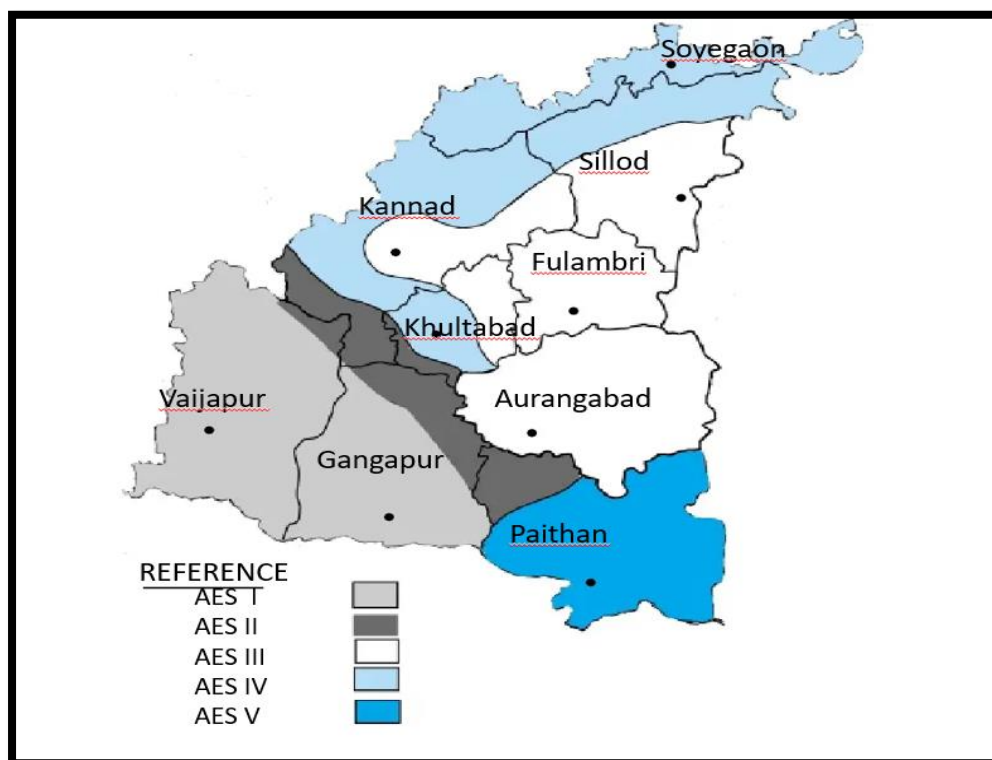 Soyegaon
Sillod
Kannad
Fulambri
Khultabad
Vaijapur
Aurangabad
Gangapur
Paithan
REFERENCE
AES I
AES II
AES III
AES IV
AES V